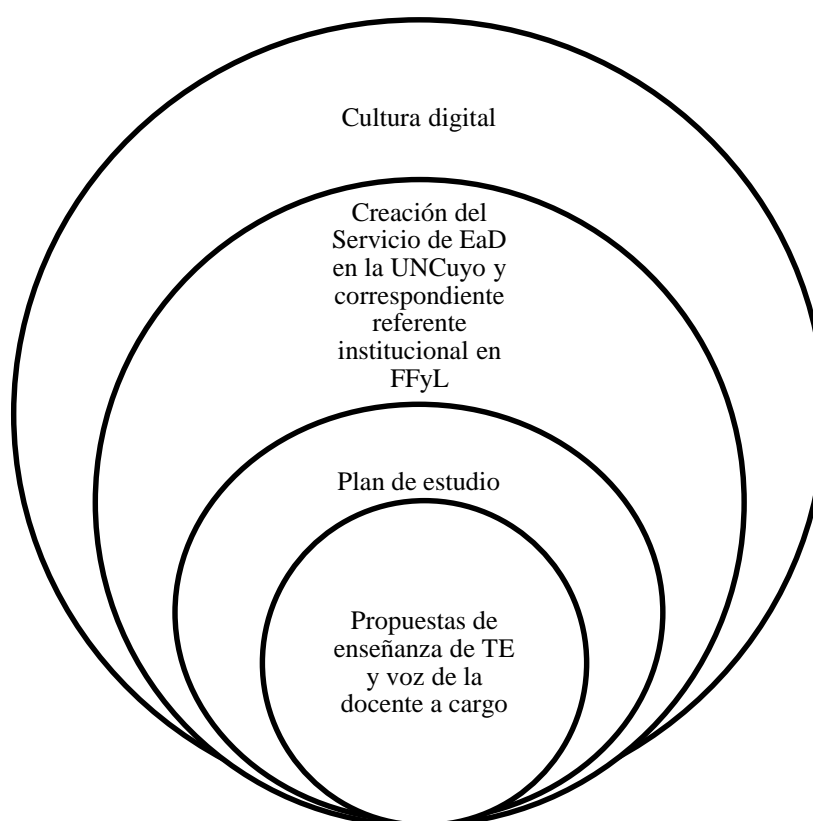 Cultura digital
Creación del
Servicio de EaD
en la UNCuyo y
correspondiente
referente
institucional en
FFyL
Plan de estudio
Propuestas de
enseñanza de TE
y voz de la
docente a cargo